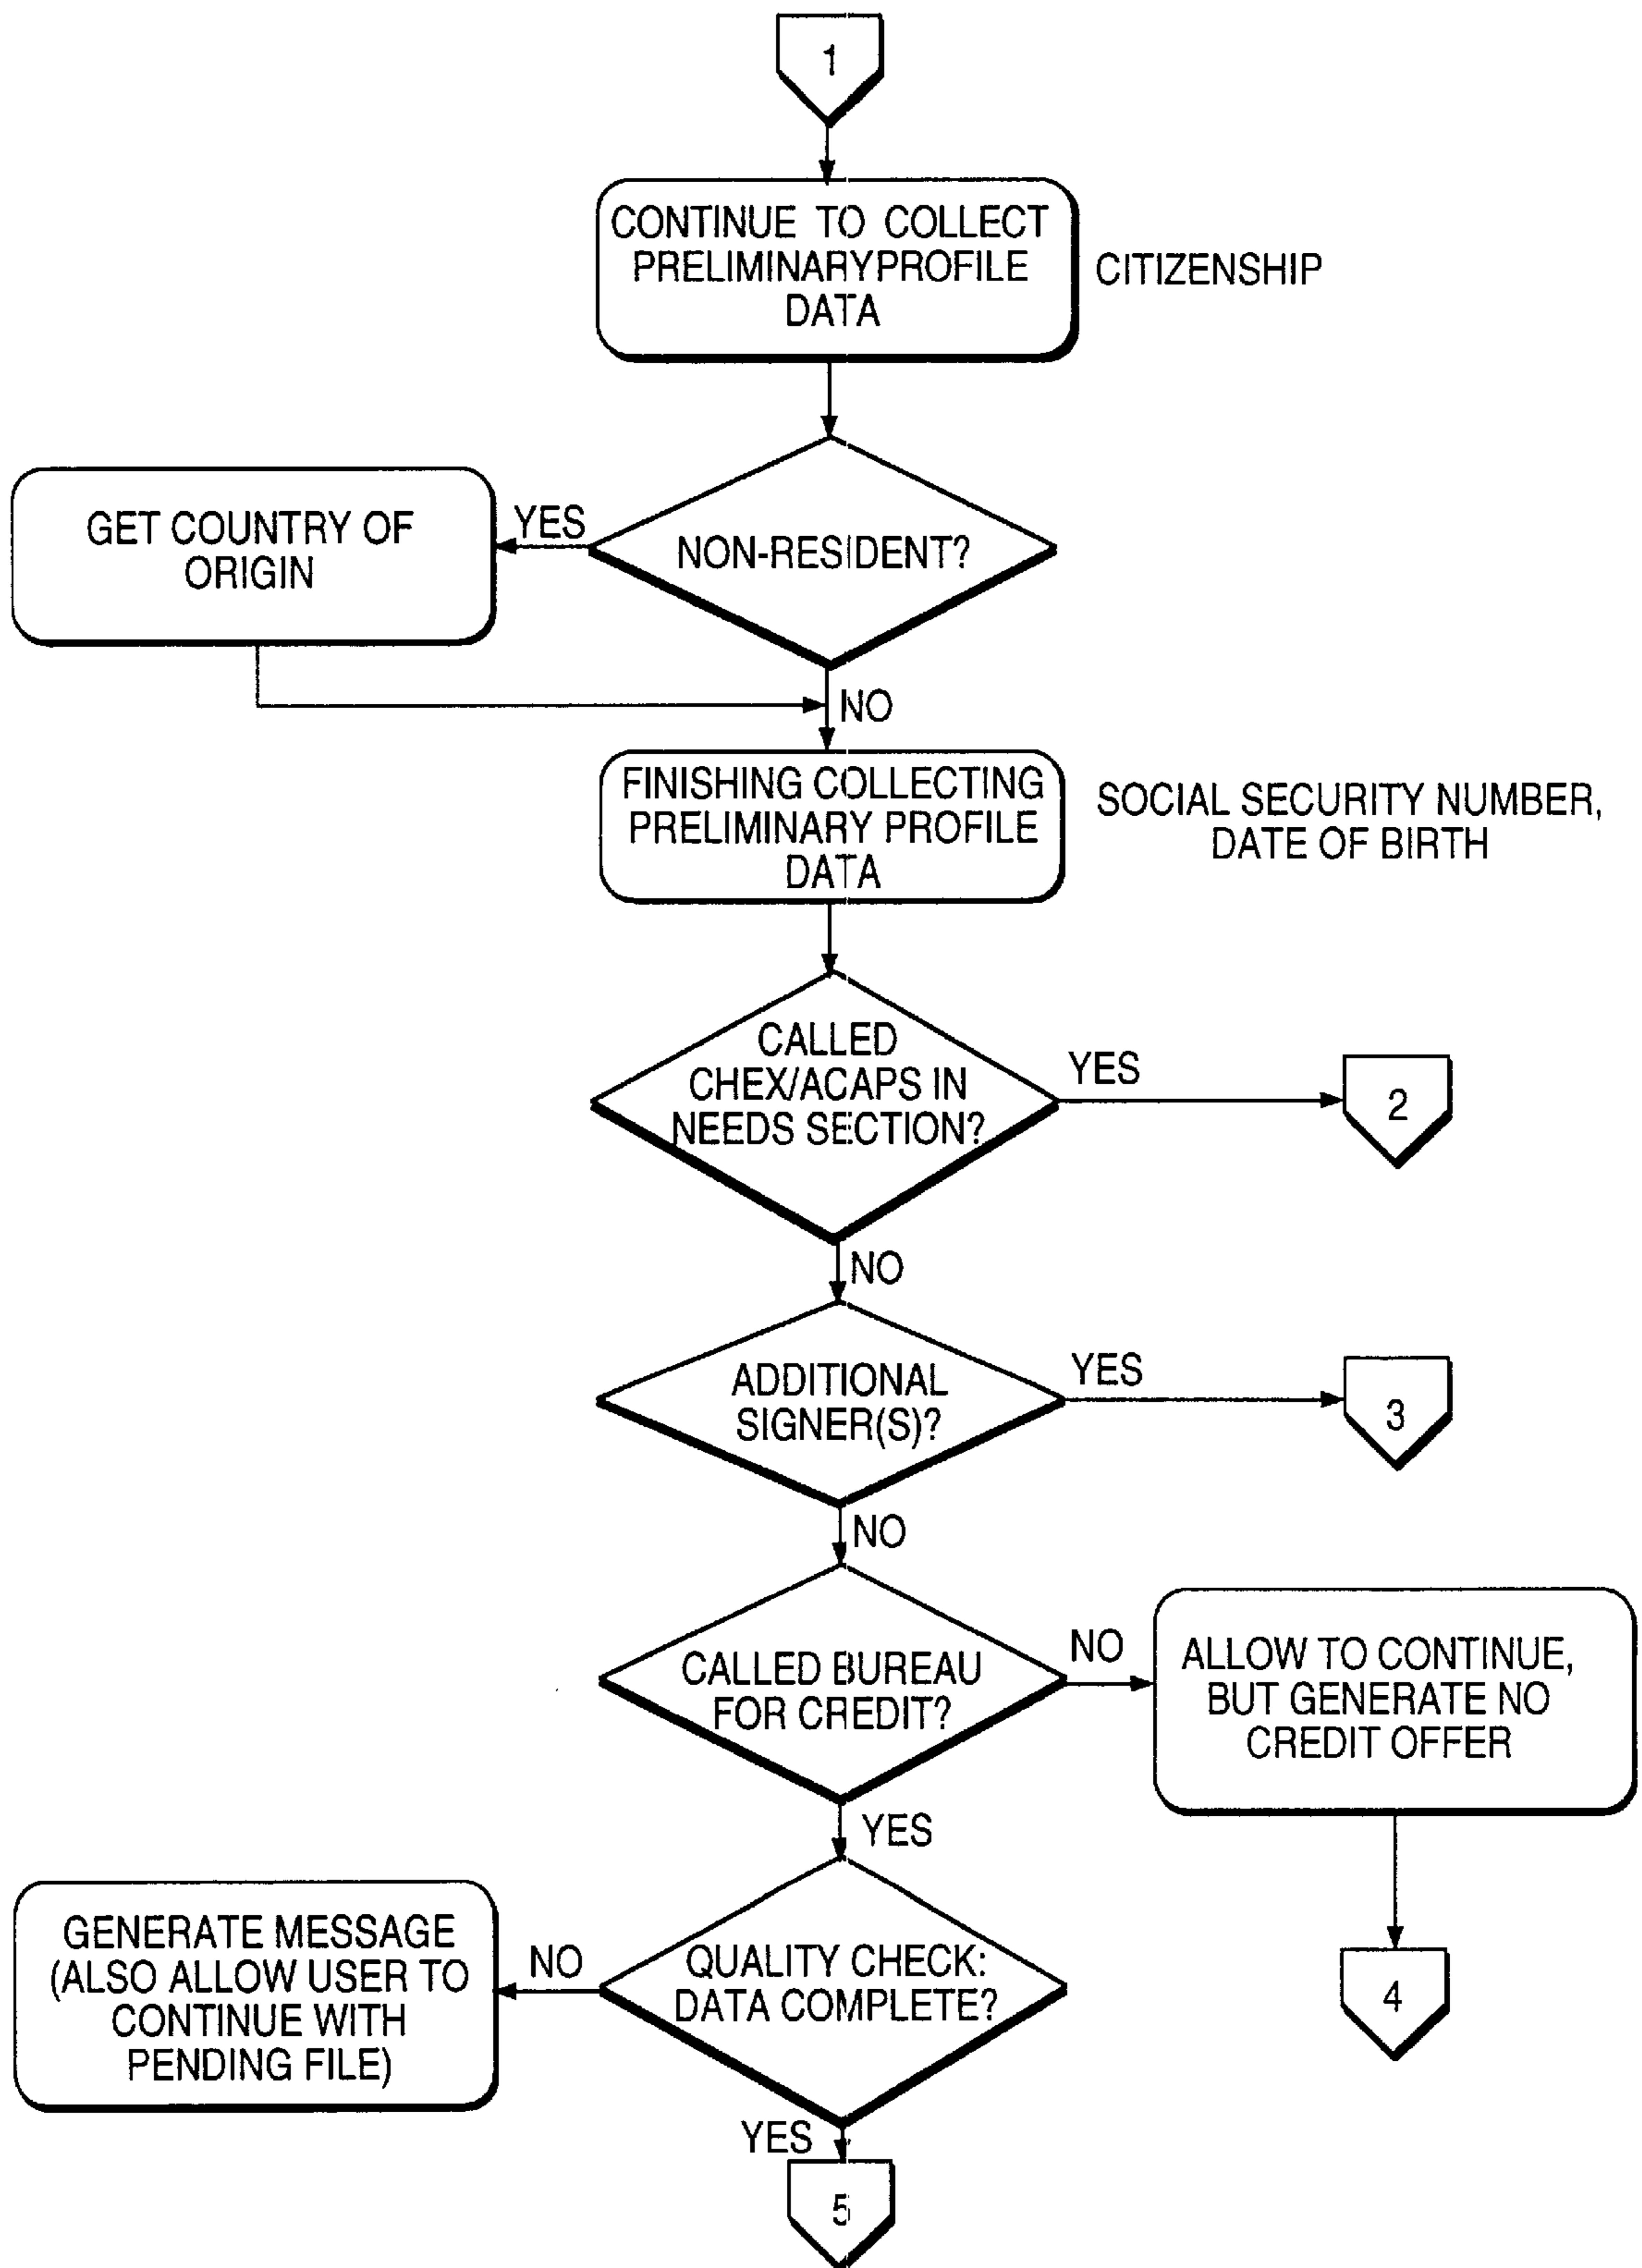 1
CONTINUE TO COLLECT
PRELIMINARYPROFILE
DATA
CITIZENSHIP
GET COUNTRY OF
ORIGIN
YES
NON-RESIDENT?
NO
FINISHING COLLECTING
PRELIMINARY PROFILE
DATA
SOCIAL SECURITY NUMBER,
DATE OF BIRTH
CALLED
CHEX/ACAPS IN
NEEDS SECTION?
YES
2
NO
ADDITIONAL
SIGNER(S)?
YES
3
NO
CALLED BUREAU
FOR CREDIT?
NO
ALLOW TO CONTINUE,
BUT GENERATE NO
CREDIT OFFER
YES
4
GENERATE MESSAGE
(ALSO ALLOW USER TO
CONTINUE WITH
PENDING FILE)
NO
QUALITY CHECK:
DATA COMPLETE?
YES
5